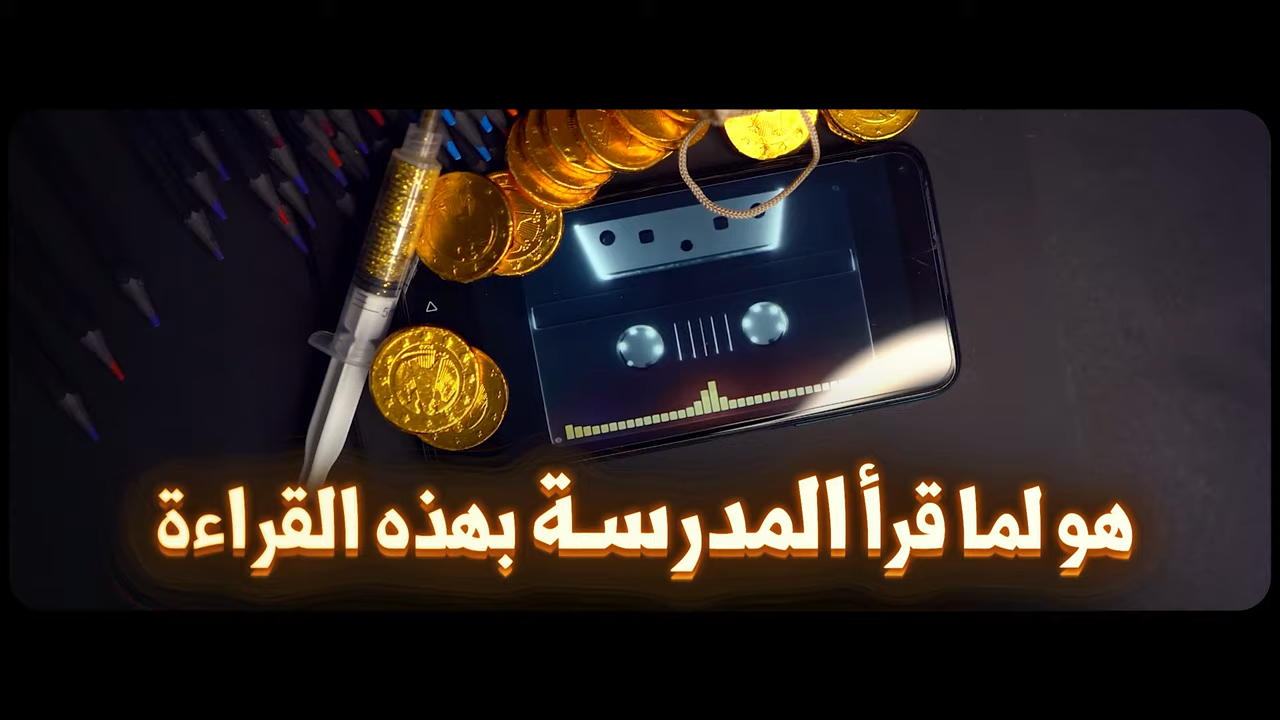 هو لما قرأ المدرسة بهذه القراءة